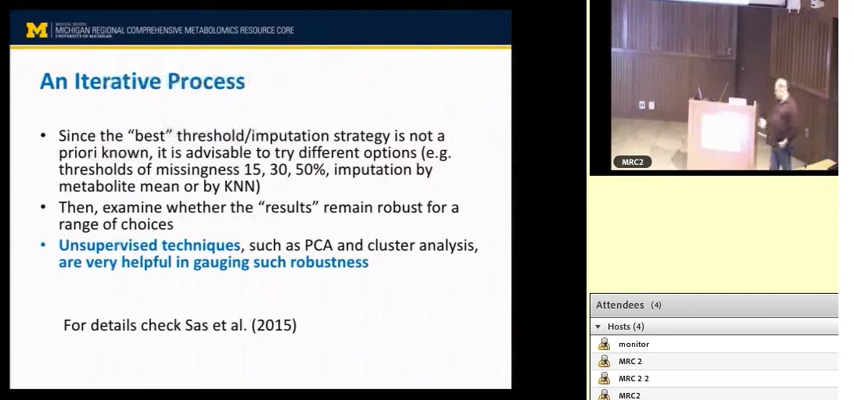 MEDICAL SCHOOL
MICHIGAN REGIONAL COMPREHENSIVE METABOLOMICS RESOURCE CORE
UNIVERSITY OF MICHIGAN
An Iterative Process
• Since the “best” threshold/imputation strategy is not a
priori known, it is advisable to try different options (e.g.
thresholds of missingness 15, 30, 50%, imputation by
metabolite mean or by KNN)
• Then, examine whether the “results” remain robust for a
range of choices
• Unsupervised techniques, such as PCA and cluster analysis,
are very helpful in gauging such robustness
For details check Sas et al. (2015)
MRC2
Attendees (4)
Hosts (4)
monitor
MRC 2
MRC 2 2
MRC2